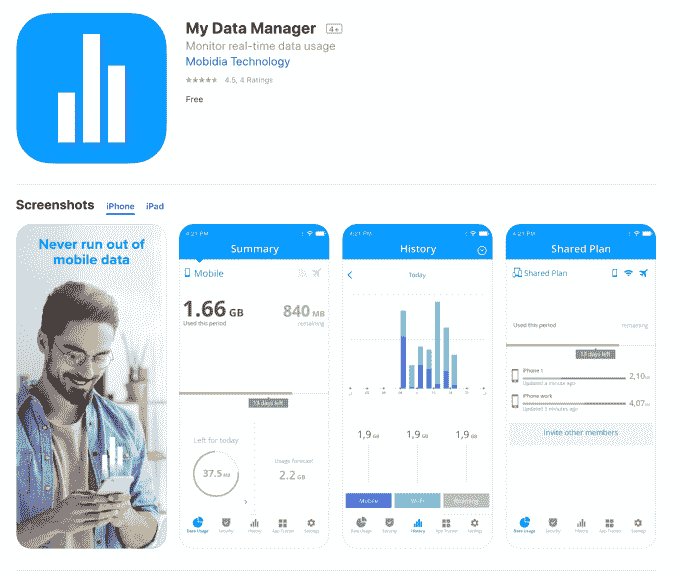 My Data Manager 4+
Monitor real-time data usage
Mobidia Technology
4.5, 4 Ratings
Free
Screenshots iPhone iPad
Never run out of
mobile data
4:21 PM
Summary
Mobile
1.66 GB
Used this period
840 MB
remaining
13 days left
Left for today
37.5 MB
Usage forecast
2.2 GB
Data Usage Security History App Tracker Settings
4:21 PM
History
Today
1,9 GB 1,9 GB 1,9 GB
Mobile Wi-Fi Roaming
Data Usage Security History App Tracker Settings
4:21 PM
Shared Plan
Shared Plan
Used this period remaining
13 days left
iPhone 1
Updated a minute ago
2,10
iPhone work
Updated 3 minutes ago
4,07
Invite other members
Data Usage Security History App Tracker Settings